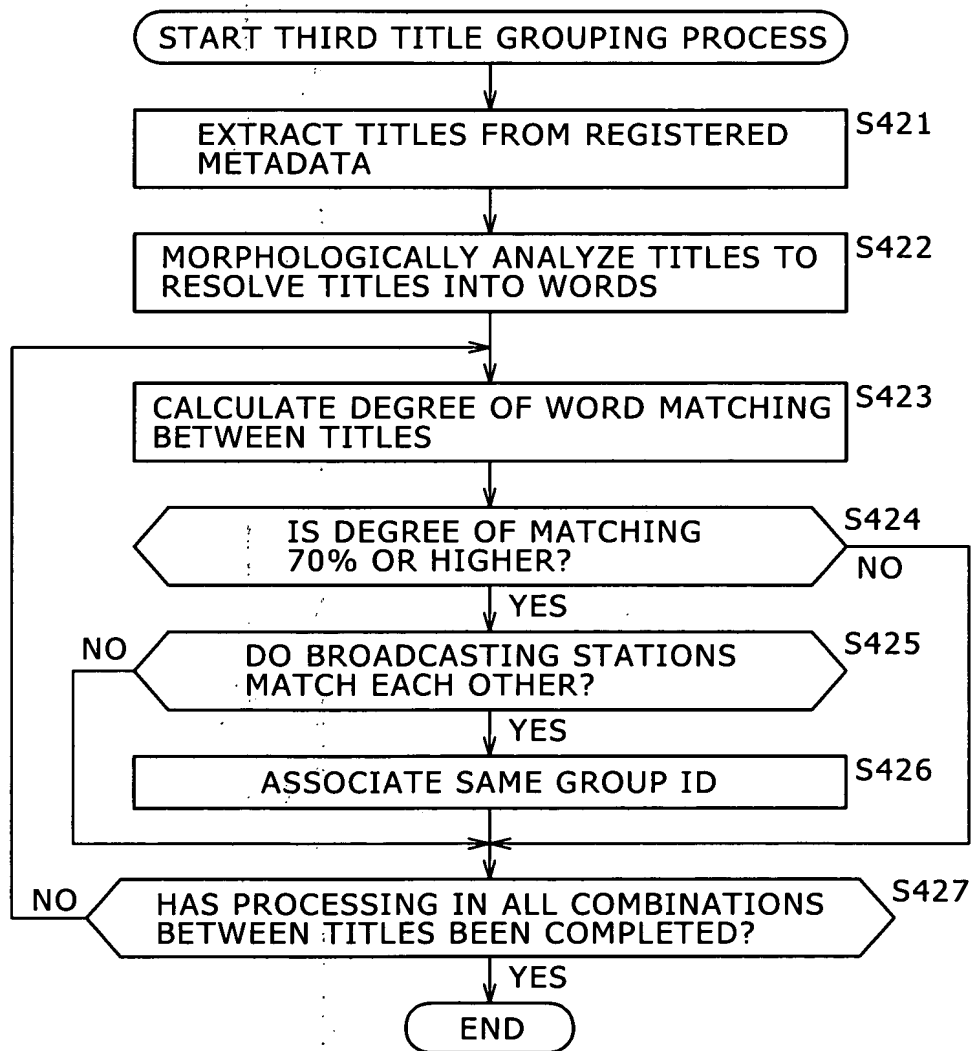 START THIRD TITLE GROUPING PROCESS
S421
EXTRACT TITLES FROM REGISTERED
METADATA
S422
MORPHOLOGICALLY ANALYZE TITLES TO
RESOLVE TITLES INTO WORDS
S423
CALCULATE DEGREE OF WORD MATCHING
BETWEEN TITLES
S424
IS DEGREE OF MATCHING
70% OR HIGHER?
NO
YES
S425
NO
DO BROADCASTING STATIONS
MATCH EACH OTHER?
YES
S426
ASSOCIATE SAME GROUP ID
S427
NO
HAS PROCESSING IN ALL COMBINATIONS
BETWEEN TITLES BEEN COMPLETED?
YES
END